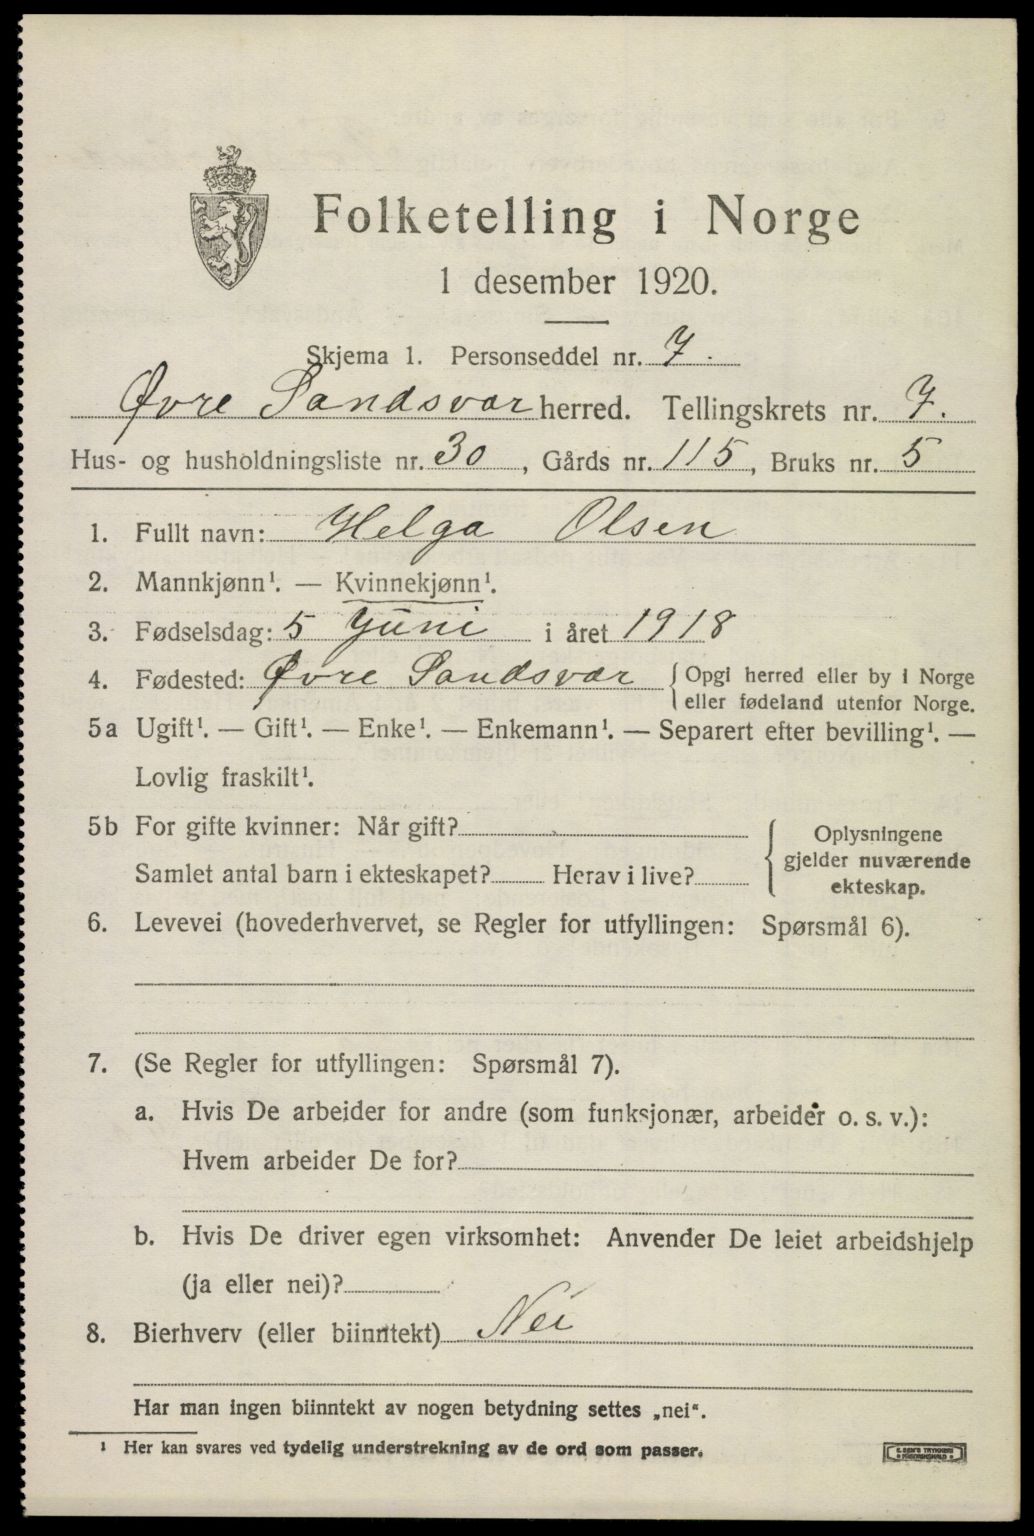 Folketelling i Norge
1 desember 1920.
Skjema 1. Personseddel nr. 7.
Øvre Sandsvær herred. Tellingskrets nr. 7.
Hus- og husholdningsliste nr. 30, Gårds nr. 115, Bruks nr. 5
1. Fullt navn: Helga Olsen
2. Mannkjønn¹. — Kvinnekjønn¹.
3. Fødselsdag: 5 juni i året 1918
4. Fødested: Øvre Sandsvær { Opgi herred eller by i Norge
eller fødeland utenfor Norge.
5a Ugift¹. — Gift¹. — Enke¹. — Enkemann¹. — Separert efter bevilling¹. —
Lovlig fraskilt¹.
5b For gifte kvinner: Når gift?
Samlet antal barn i ekteskapet? Herav i live?
Oplysningene
gjelder nuværende
ekteskap.
6. Levevei (hovederhvervet, se Regler for utfyllingen: Spørsmål 6).
7. (Se Regler for utfyllingen: Spørsmål 7).
a. Hvis De arbeider for andre (som funksjonær, arbeider o. s. v.):
Hvem arbeider De for?
b. Hvis De driver egen virksomhet: Anvender De leiet arbeidshjelp
(ja eller nei)?
8. Bierhverv (eller biinntekt) Nei
Har man ingen biinntekt av nogen betydning settes „nei“.
¹ Her kan svares ved tydelig understrekning av de ord som passer.